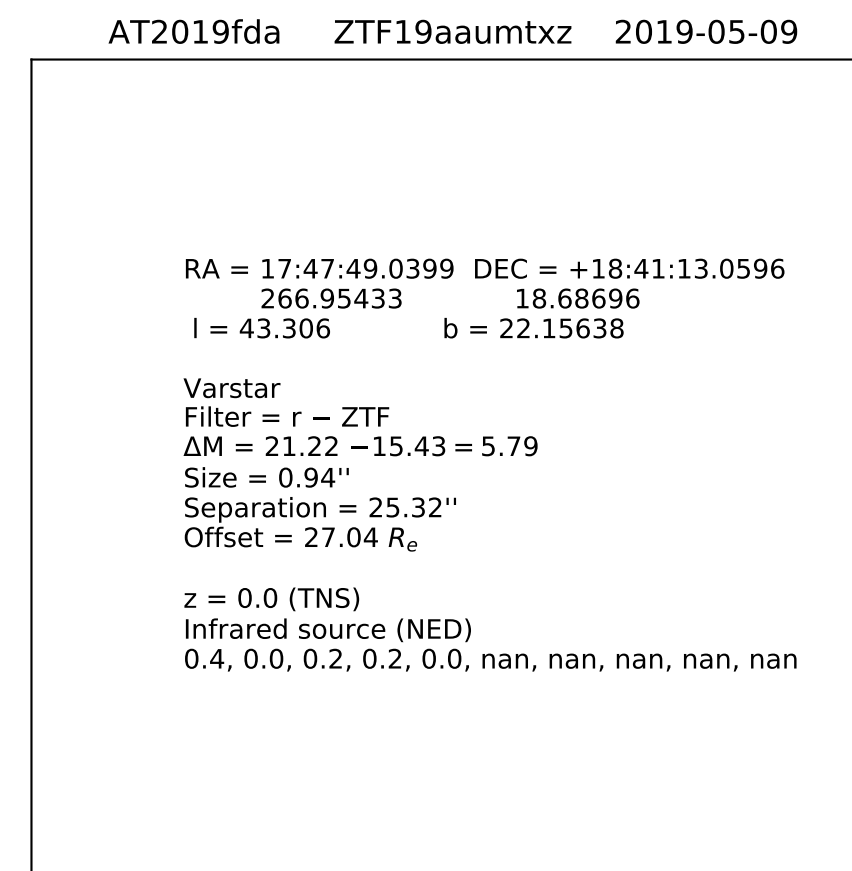 AT2019fda ZTF19aaumtxz 2019-05-09
RA = 17:47:49.0399 DEC = +18:41:13.0596
266.95433 18.68696
l = 43.306 b = 22.15638
Varstar
Filter = r − ZTF
ΔM = 21.22 −15.43 = 5.79
Size = 0.94''
Separation = 25.32''
Offset = 27.04 Rₑ
z = 0.0 (TNS)
Infrared source (NED)
0.4, 0.0, 0.2, 0.2, 0.0, nan, nan, nan, nan, nan